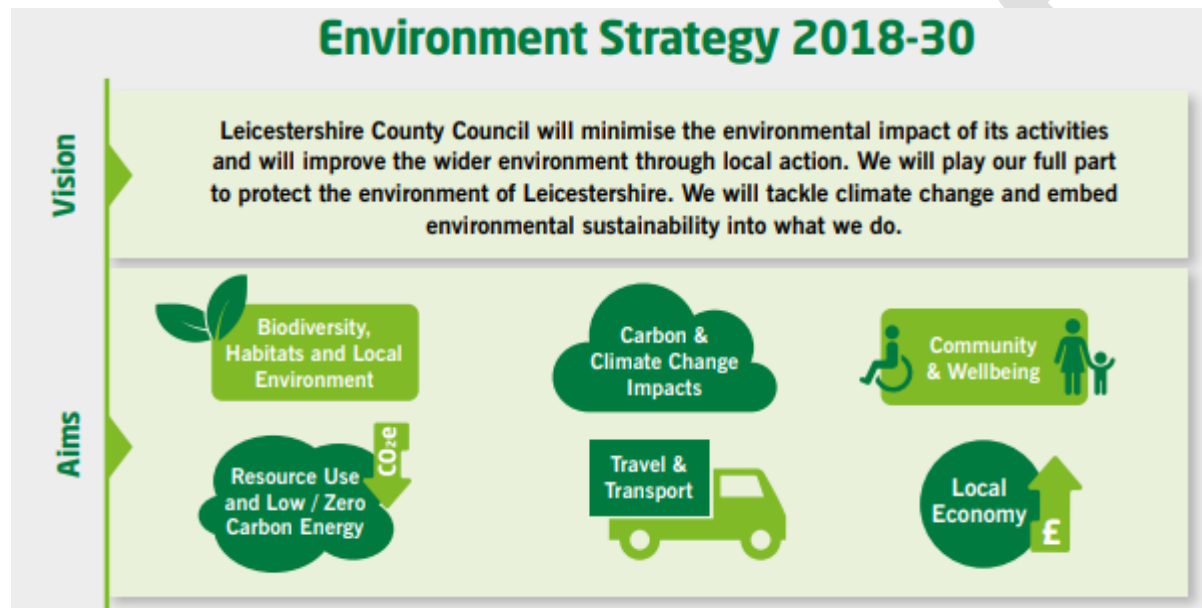 Environment Strategy 2018-30
Vision
Leicestershire County Council will minimise the environmental impact of its activities
and will improve the wider environment through local action. We will play our full part
to protect the environment of Leicestershire. We will tackle climate change and embed
environmental sustainability into what we do.
Aims
Biodiversity,
Habitats and Local
Environment
Carbon &
Climate Change
Impacts
Community
& Wellbeing
Resource Use
and Low / Zero
Carbon Energy
CO2e
Travel &
Transport
Local
Economy
£